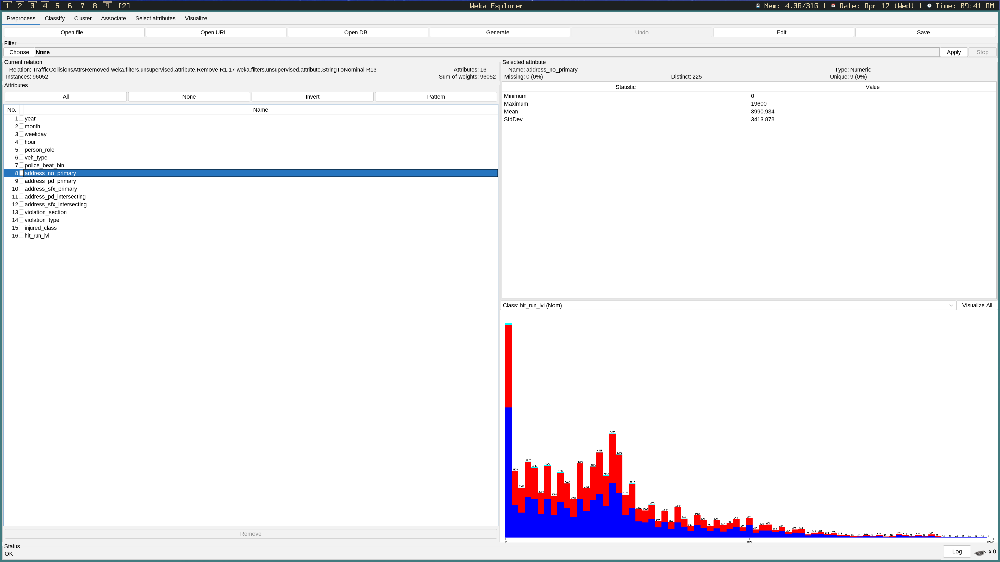 1 2 3 4 5 6 7 8 9 [2] Weka Explorer Mem: 4.3G/31G | Date: Apr 12 (Wed) | Time: 09:41 AM
Preprocess Classify Cluster Associate Select attributes Visualize
Open file... Open URL... Open DB... Generate... Undo Edit... Save...
Filter
Choose None Apply Stop
Current relation
Relation: TrafficCollisionsAttrsRemoved-weka.filters.unsupervised.attribute.Remove-R1,17-weka.filters.unsupervised.attribute.StringToNominal-R13 Attributes: 16
Instances: 96052 Sum of weights: 96052
Attributes
All None Invert Pattern
No. Name
1 year
2 month
3 weekday
4 hour
5 person_role
6 veh_type
7 police_beat_bin
8 address_no_primary
9 address_pd_primary
10 address_sfx_primary
11 address_pd_intersecting
12 address_sfx_intersecting
13 violation_section
14 violation_type
15 injured_class
16 hit_run_lvl
Remove
Selected attribute
Name: address_no_primary Type: Numeric
Missing: 0 (0%) Distinct: 225 Unique: 9 (0%)
Statistic Value
Minimum 0
Maximum 19600
Mean 3990.934
StdDev 3413.878
Class: hit_run_lvl (Nom) Visualize All
3355 2522 3817 3543 2255 3637 2095 3292 2742 1956 3760 2495 3601 4318 3126 5235 4200 2162 2719 1432 1369 1653 849 1349 782 1545 948 592 1137 876 561 875 637 736 948 523 997 410 626 651 388 519 287 406 435 162 249 288 186 206 138 127 88 60 129 62 122 43 68 159 119 75 123 86 146 71 16 36 25 25 31 26 15 4
0 9800 19600
Status
OK Log x 0